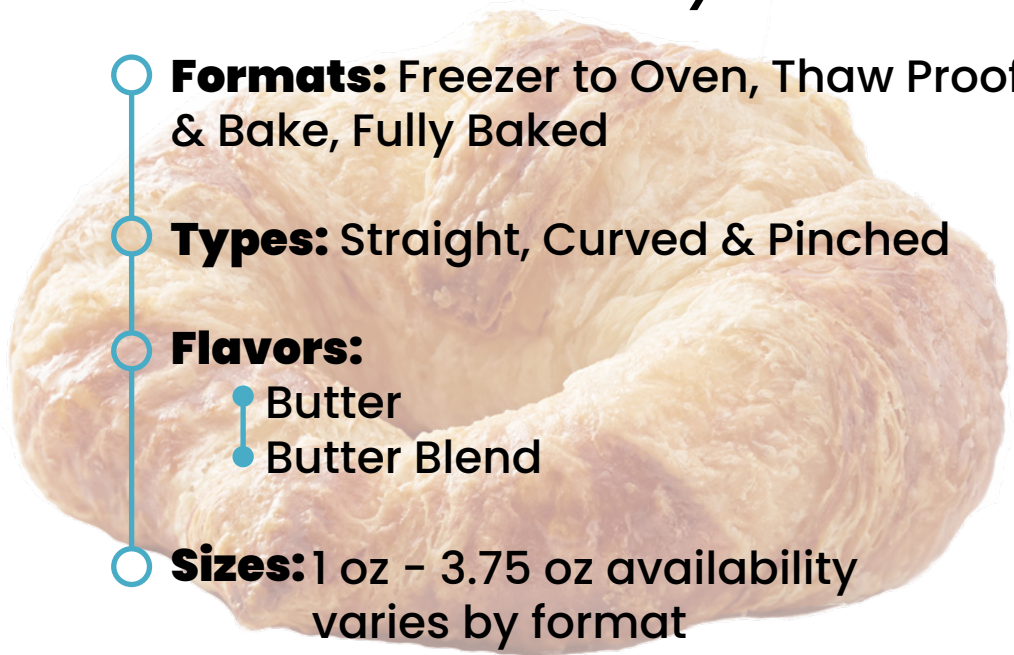 Formats: Freezer to Oven, Thaw Proof
& Bake, Fully Baked
Types: Straight, Curved & Pinched
Flavors:
Butter
Butter Blend
Sizes: 1 oz - 3.75 oz availability
varies by format